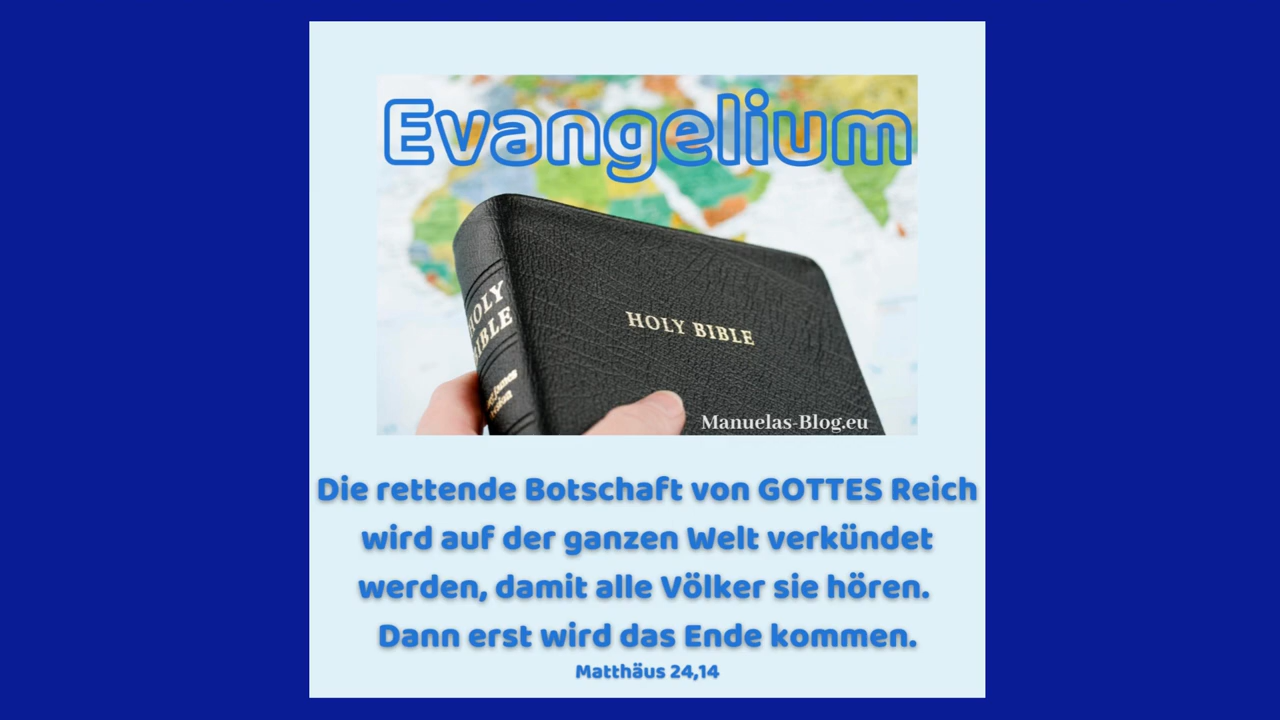 Evangelium
HOLY
BIBLE
HOLY BIBLE
Manuelas-Blog.eu
Die rettende Botschaft von GOTTES Reich
wird auf der ganzen Welt verkündet
werden, damit alle Völker sie hören.
Dann erst wird das Ende kommen.
Matthäus 24,14